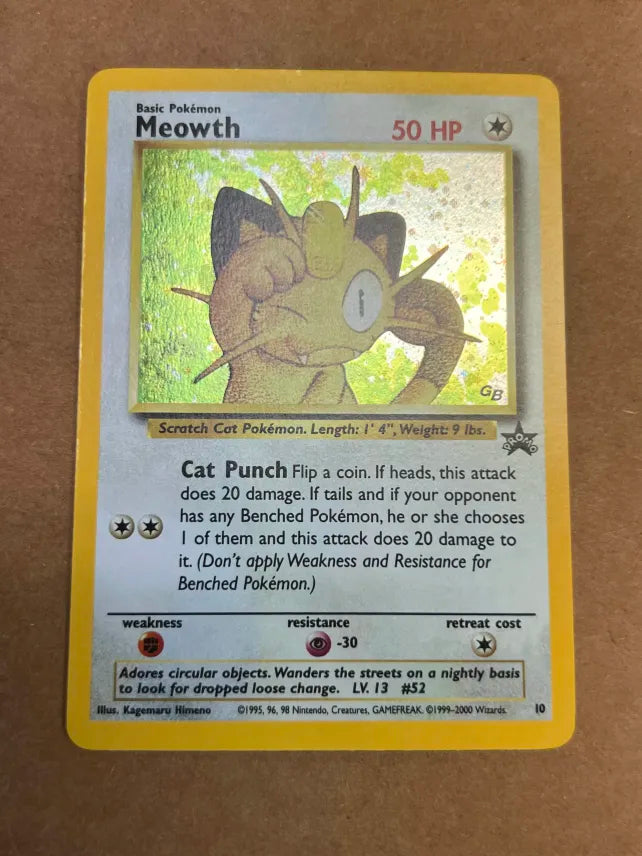 Basic Pokémon
Meowth 50 HP
GB
Scratch Cat Pokémon. Length: 1' 4", Weight: 9 lbs.
PROMO
Cat Punch Flip a coin. If heads, this attack
does 20 damage. If tails and if your opponent
has any Benched Pokémon, he or she chooses
1 of them and this attack does 20 damage to
it. (Don't apply Weakness and Resistance for
Benched Pokémon.)
weakness resistance retreat cost
-30
Adores circular objects. Wanders the streets on a nightly basis
to look for dropped loose change. LV. 13 #52
Illus. Kagemaru Himeno ©1995, 96, 98 Nintendo, Creatures, GAMEFREAK. ©1999-2000 Wizards. 10